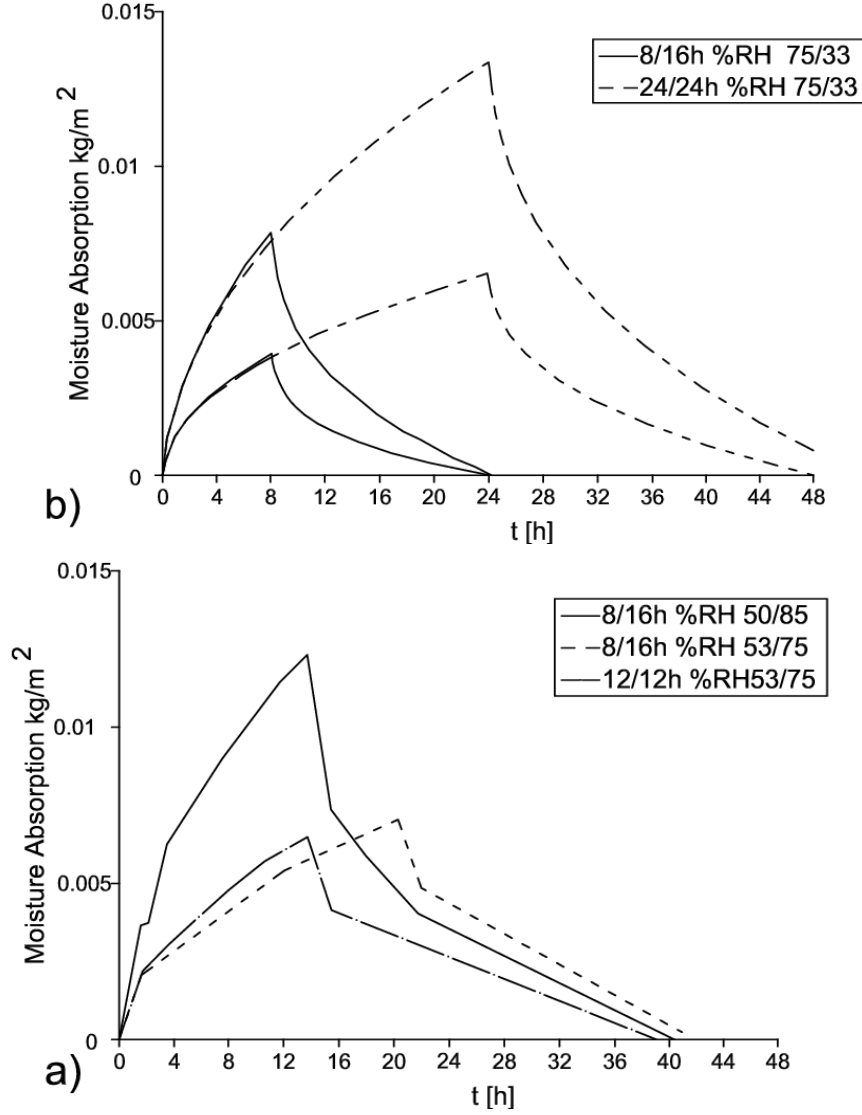 0.015
8/16h %RH 75/33
24/24h %RH 75/33
Moisture Absorption kg/m2
0.01
0.005
0
0 4 8 12 16 20 24 28 32 36 40 44 48
t [h]
b)
0.015
8/16h %RH 50/85
8/16h %RH 53/75
12/12h %RH53/75
Moisture Absorption kg/m2
0.01
0.005
0
0 4 8 12 16 20 24 28 32 36 40 44 48
t [h]
a)